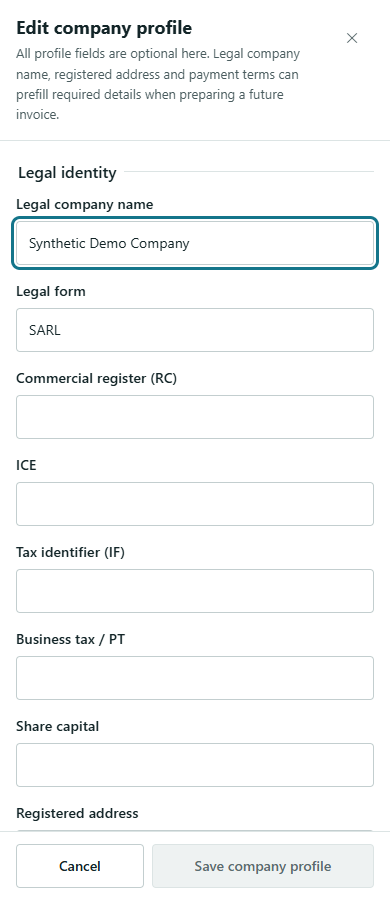 Edit company profile
All profile fields are optional here. Legal company
name, registered address and payment terms can
prefill required details when preparing a future
invoice.
Legal identity
Legal company name
Synthetic Demo Company
Legal form
SARL
Commercial register (RC)
ICE
Tax identifier (IF)
Business tax / PT
Share capital
Registered address
Cancel
Save company profile